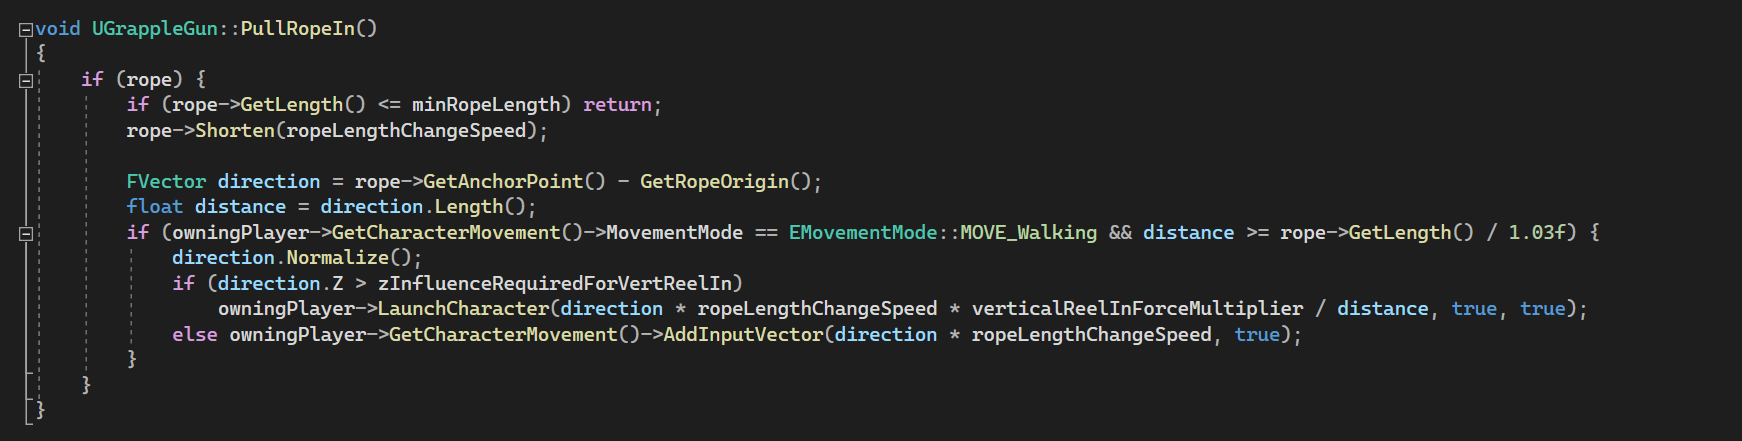 void UGrappleGun::PullRopeIn()
{
    if (rope) {
        if (rope->GetLength() <= minRopeLength) return;
        rope->Shorten(ropeLengthChangeSpeed);

        FVector direction = rope->GetAnchorPoint() - GetRopeOrigin();
        float distance = direction.Length();
        if (owningPlayer->GetCharacterMovement()->MovementMode == EMovementMode::MOVE_Walking && distance >= rope->GetLength() / 1.03f) {
            direction.Normalize();
            if (direction.Z > zInfluenceRequiredForVertReelIn)
                owningPlayer->LaunchCharacter(direction * ropeLengthChangeSpeed * verticalReelInForceMultiplier / distance, true, true);
            else owningPlayer->GetCharacterMovement()->AddInputVector(direction * ropeLengthChangeSpeed, true);
        }
    }
}